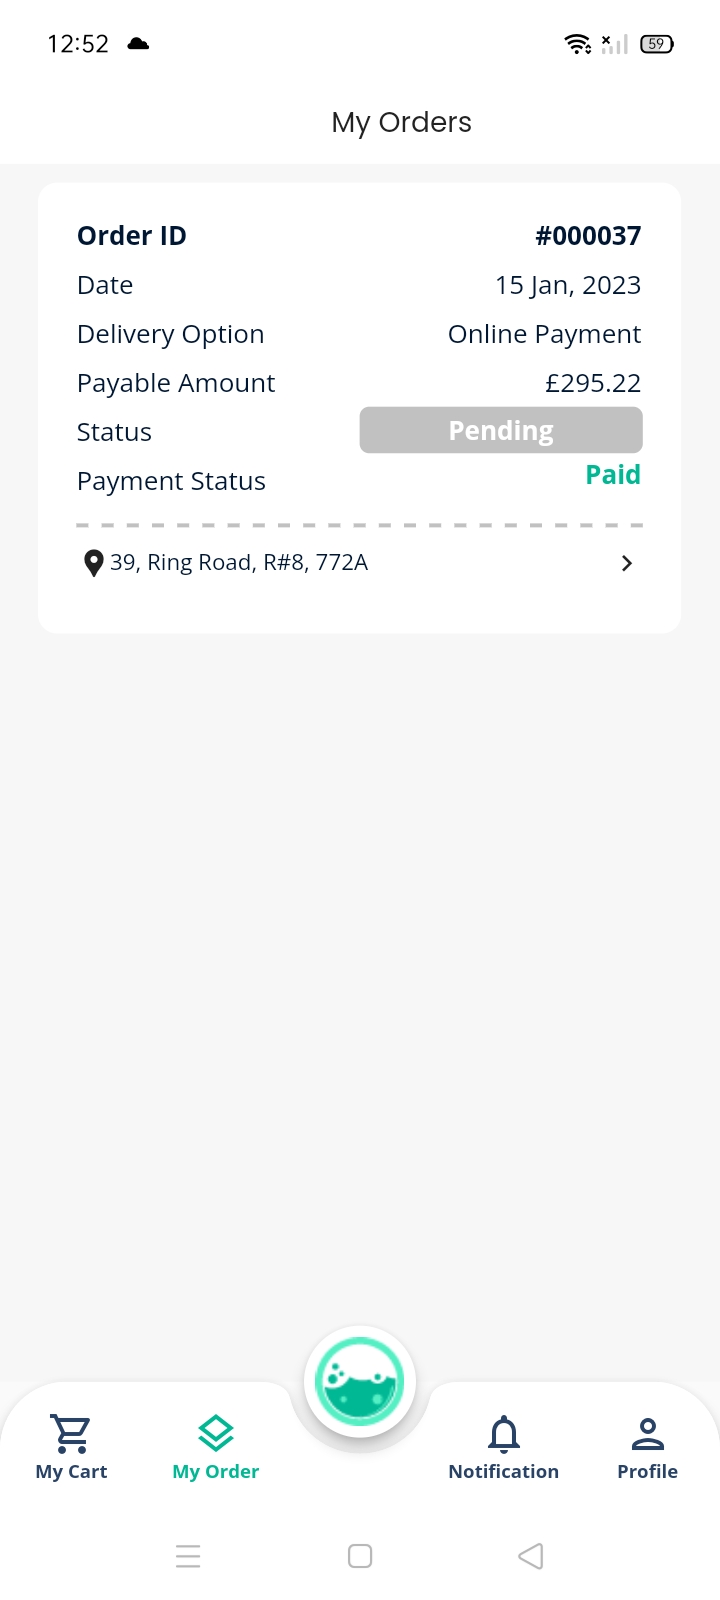 12:52
59
My Orders
Order ID #000037
Date 15 Jan, 2023
Delivery Option Online Payment
Payable Amount £295.22
Status Pending
Payment Status Paid
39, Ring Road, R#8, 772A
My Cart My Order Notification Profile